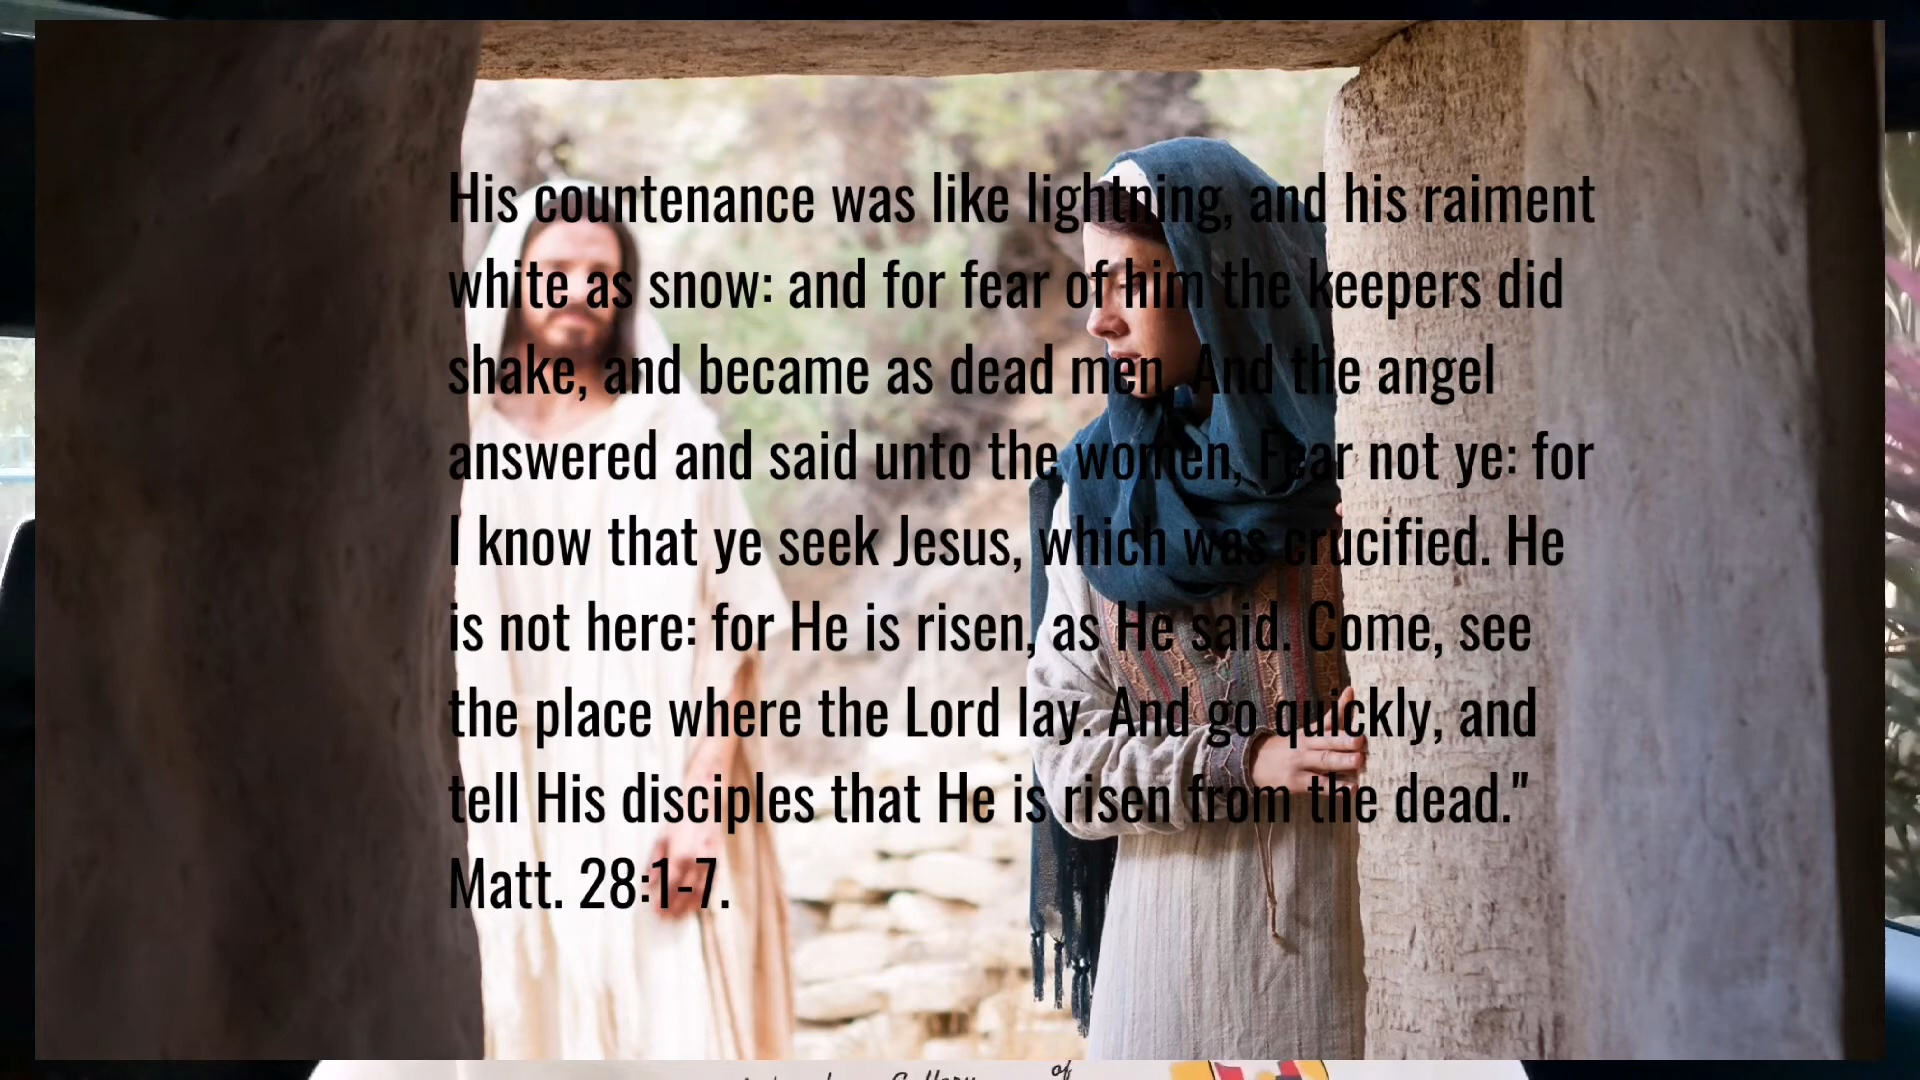 His countenance was like lightning, and his raiment
white as snow: and for fear of him the keepers did
shake, and became as dead men. And the angel
answered and said unto the women, Fear not ye: for
I know that ye seek Jesus, which was crucified. He
is not here: for He is risen, as He said. Come, see
the place where the Lord lay. And go quickly, and
tell His disciples that He is risen from the dead."
Matt. 28:1-7.
of